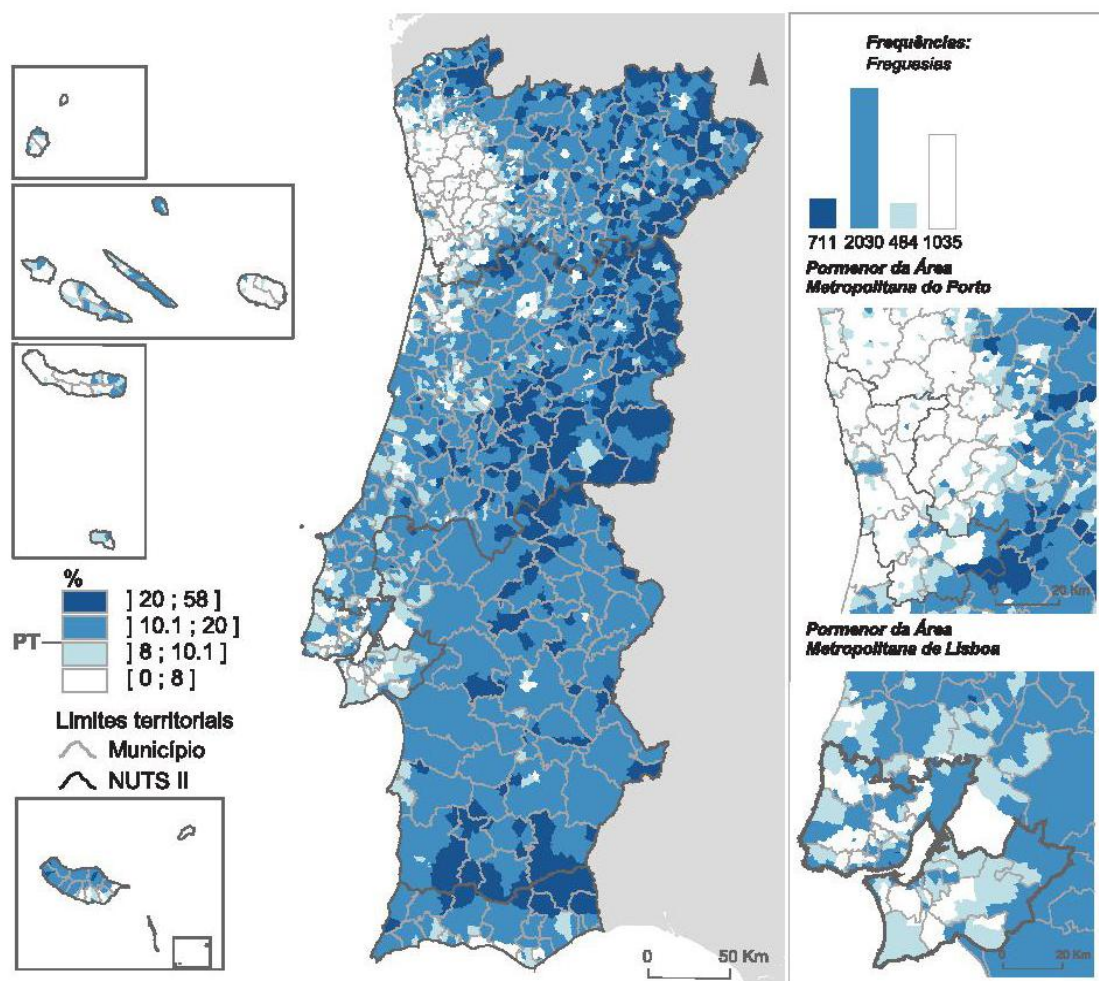 %
] 20 ; 58 ]
] 10.1 ; 20 ]
PT
] 8 ; 10.1 ]
[ 0 ; 8 ]
Limites territoriais
Município
NUTS II
0 50 Km
Frequências:
Freguesias
711 2030 484 1035
Pormenor da Área
Metropolitana do Porto
0 20 Km
Pormenor da Área
Metropolitana de Lisboa
0 20 Km